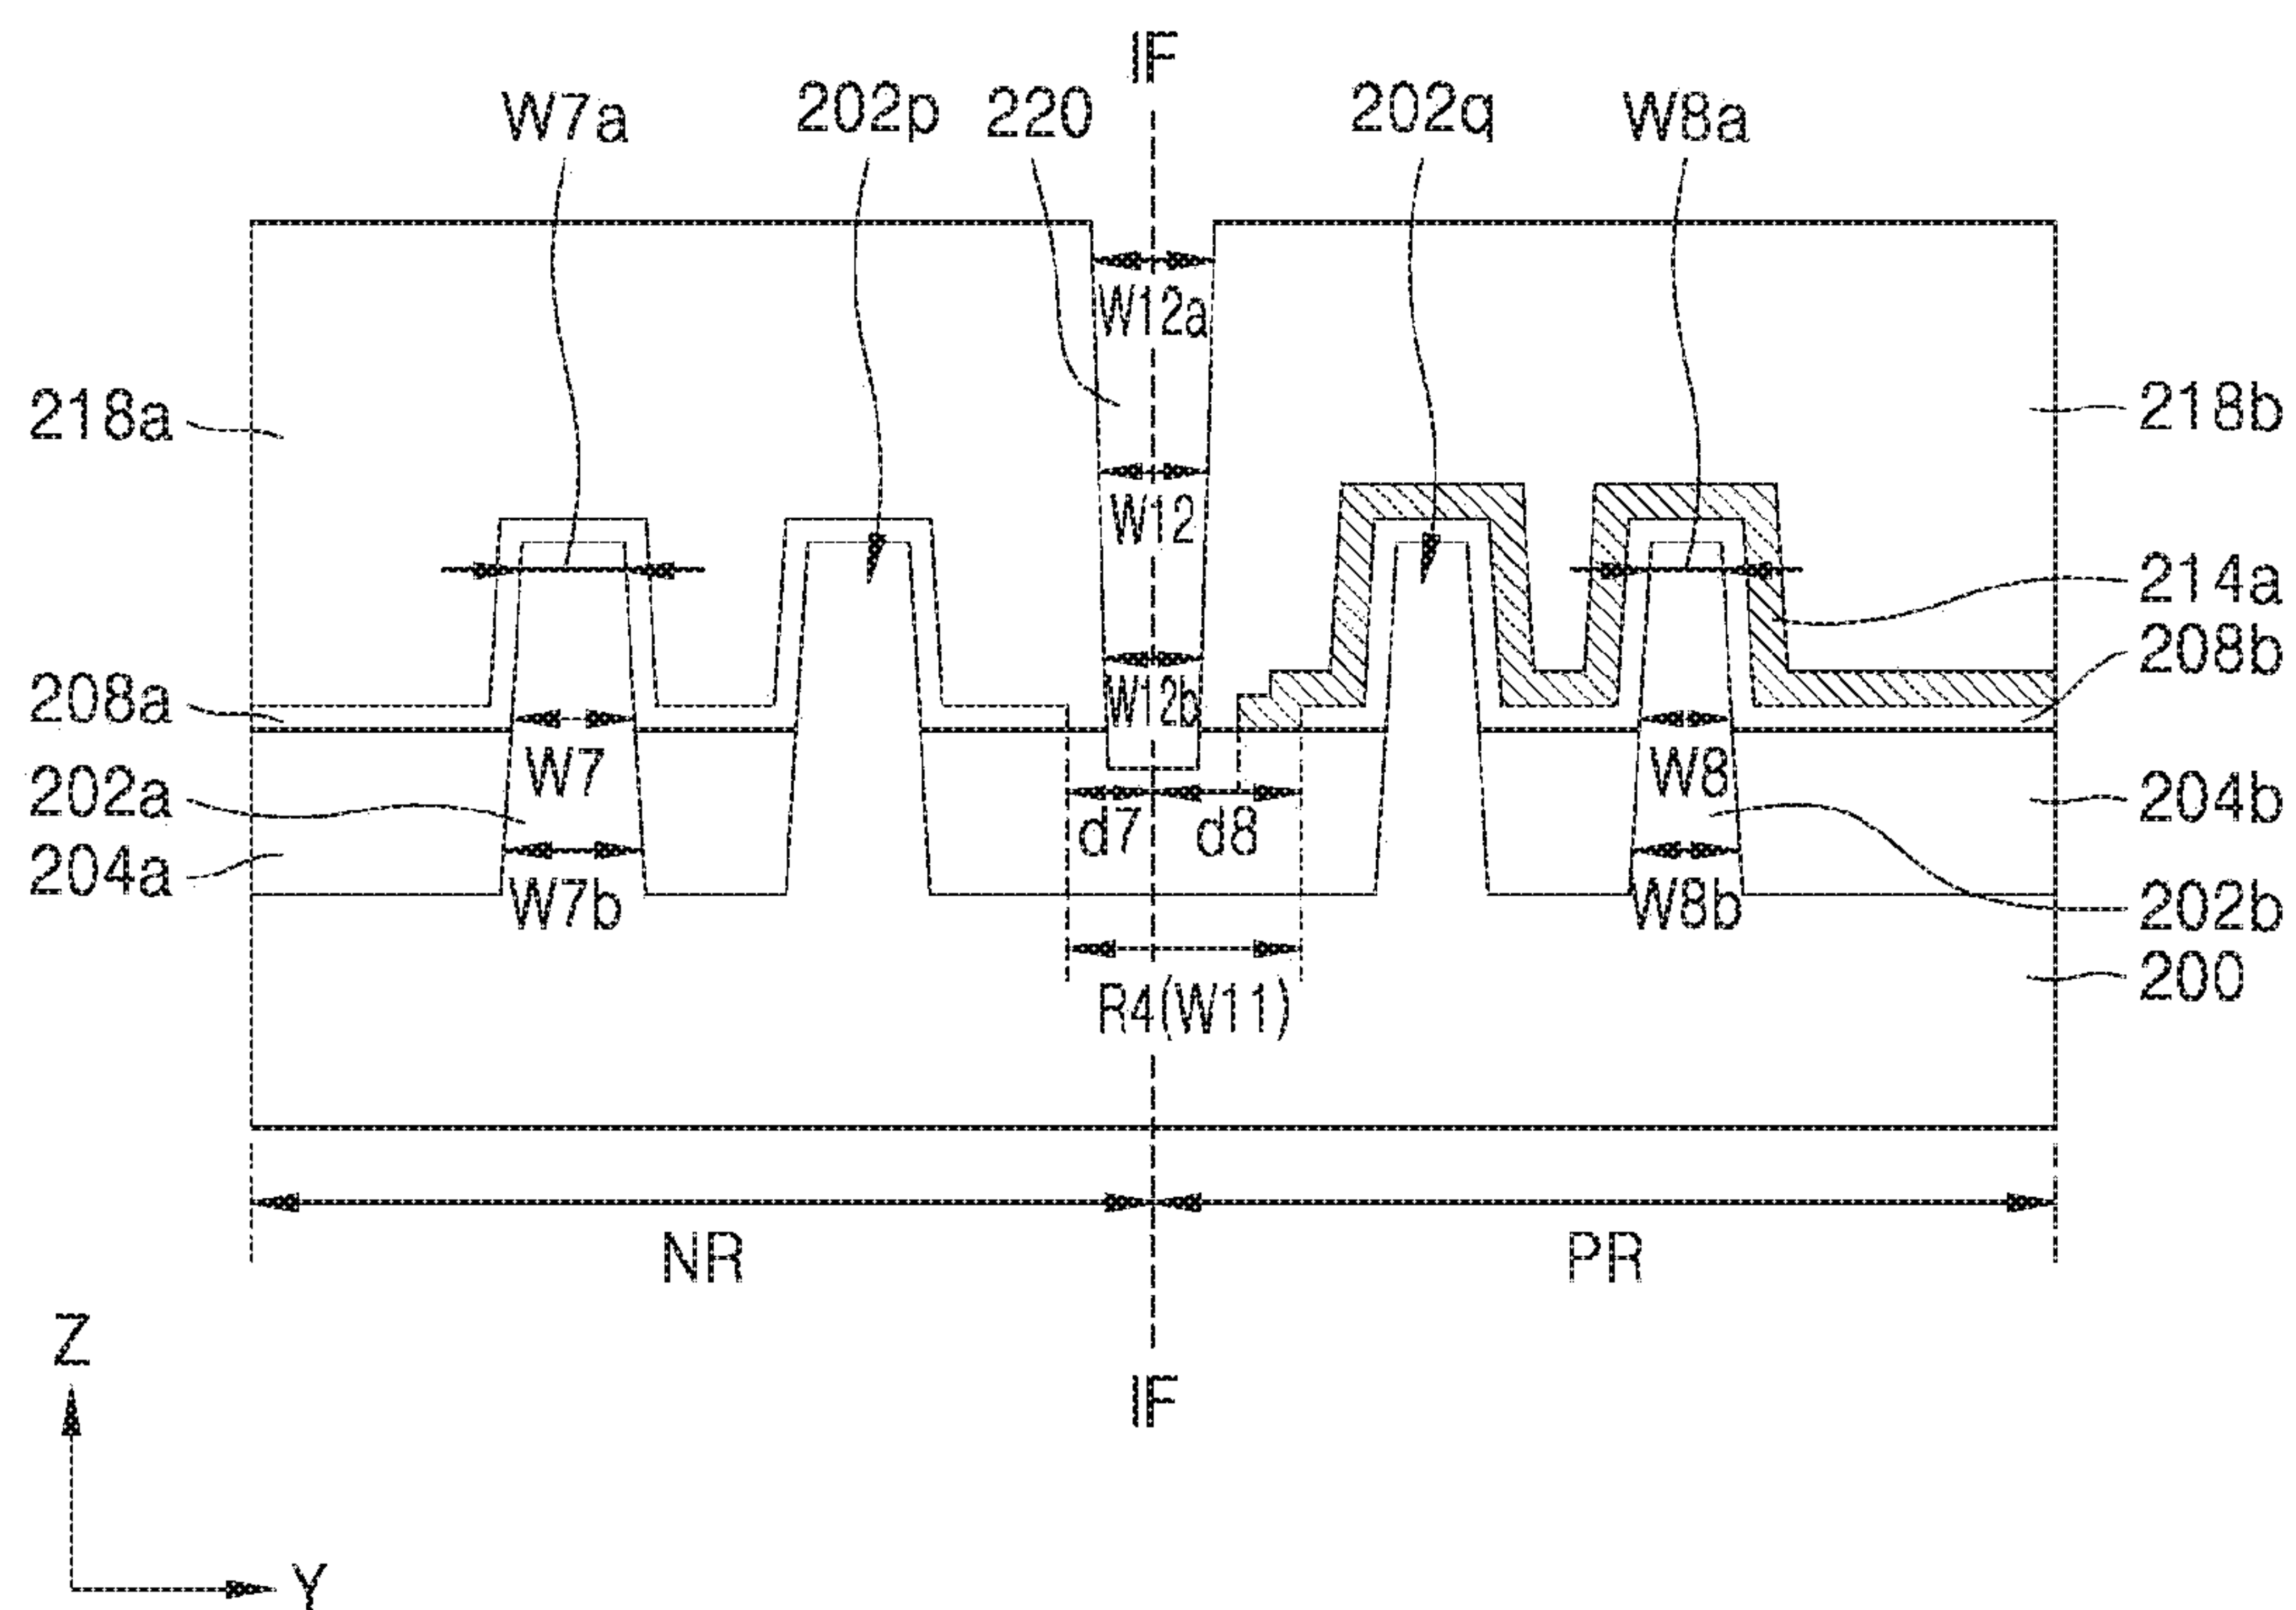 IF
W7a 202p 220 202q W8a
W12a
218a 218b
W12
214a
208b
208a W12b
W7 W8
202a 204b
d7 d8
204a W7b W8b 202b
200
R4(W11)
NR PR
Z
IF
Y